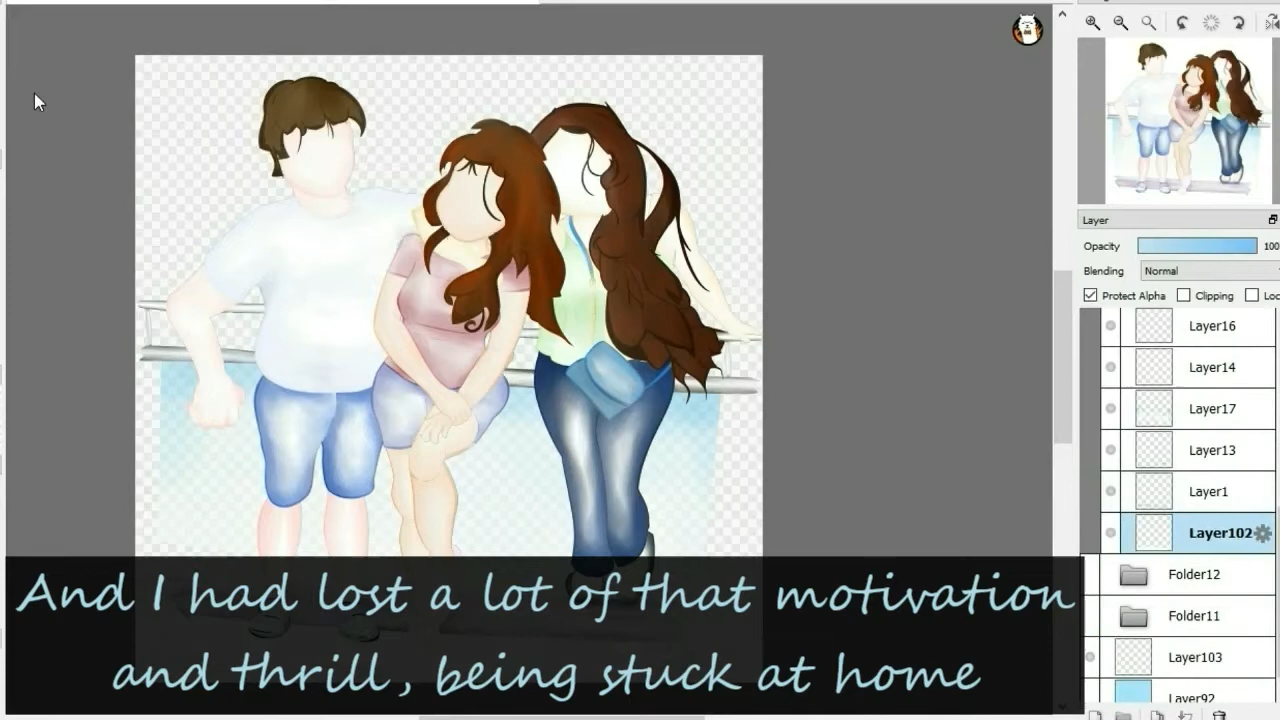 Layer
Opacity 100
Blending Normal
Protect Alpha Clipping Loc
Layer16
Layer14
Layer17
Layer13
Layer1
Layer102
Folder12
Folder11
Layer103
Layer92
And I had lost a lot of that motivation
and thrill, being stuck at home